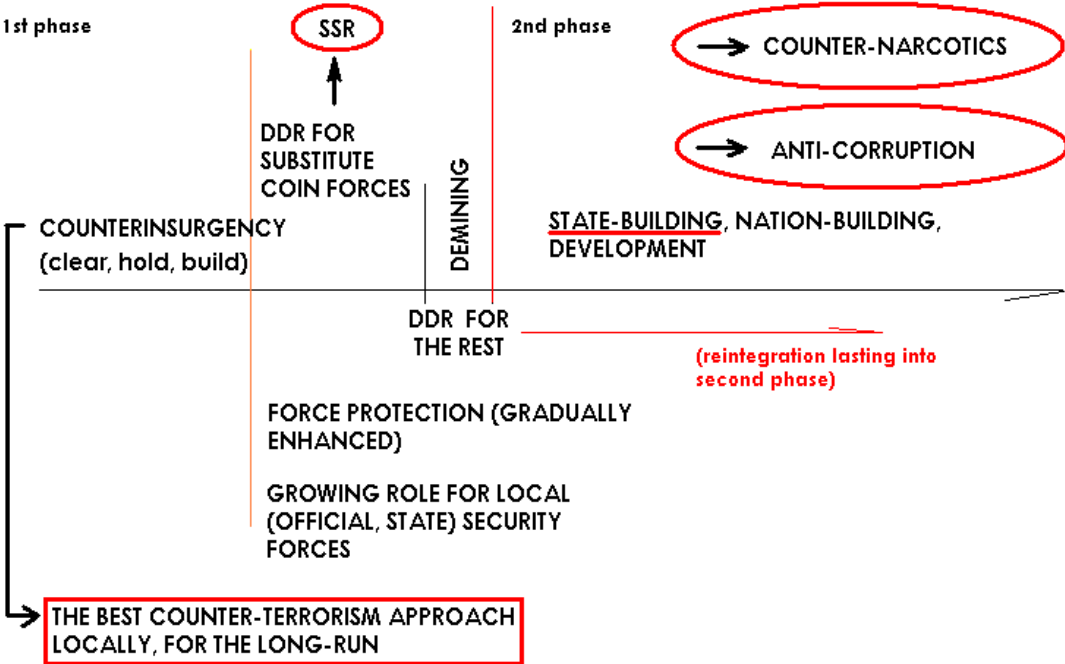 1st phase
SSR
2nd phase
COUNTER-NARCOTICS
DDR FOR
SUBSTITUTE
COIN FORCES
DEMINING
ANTI-CORRUPTION
COUNTERINSURGENCY
(clear, hold, build)
STATE-BUILDING, NATION-BUILDING,
DEVELOPMENT
DDR FOR
THE REST
(reintegration lasting into
second phase)
FORCE PROTECTION (GRADUALLY
ENHANCED)
GROWING ROLE FOR LOCAL
(OFFICIAL, STATE) SECURITY
FORCES
THE BEST COUNTER-TERRORISM APPROACH
LOCALLY, FOR THE LONG-RUN